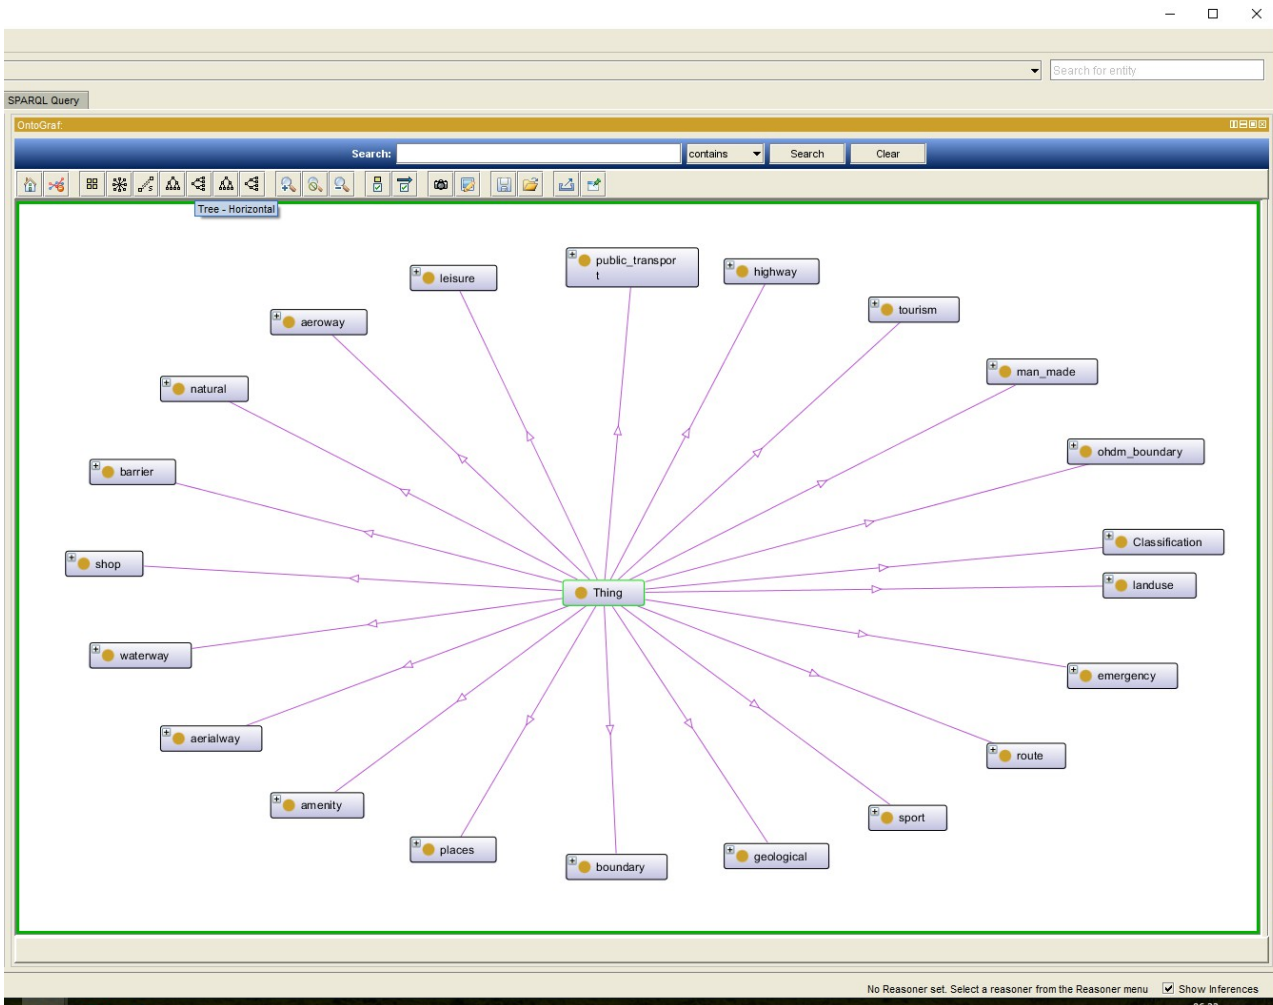 Search for entity
SPARQL Query
OntoGraf:
Search:
contains
Search
Clear
Tree - Horizontal
public_transpor
t
highway
leisure
tourism
aeroway
man_made
natural
ohdm_boundary
barrier
Classification
shop
landuse
Thing
waterway
emergency
aerialway
route
amenity
sport
places
geological
boundary
No Reasoner set. Select a reasoner from the Reasoner menu
Show Inferences